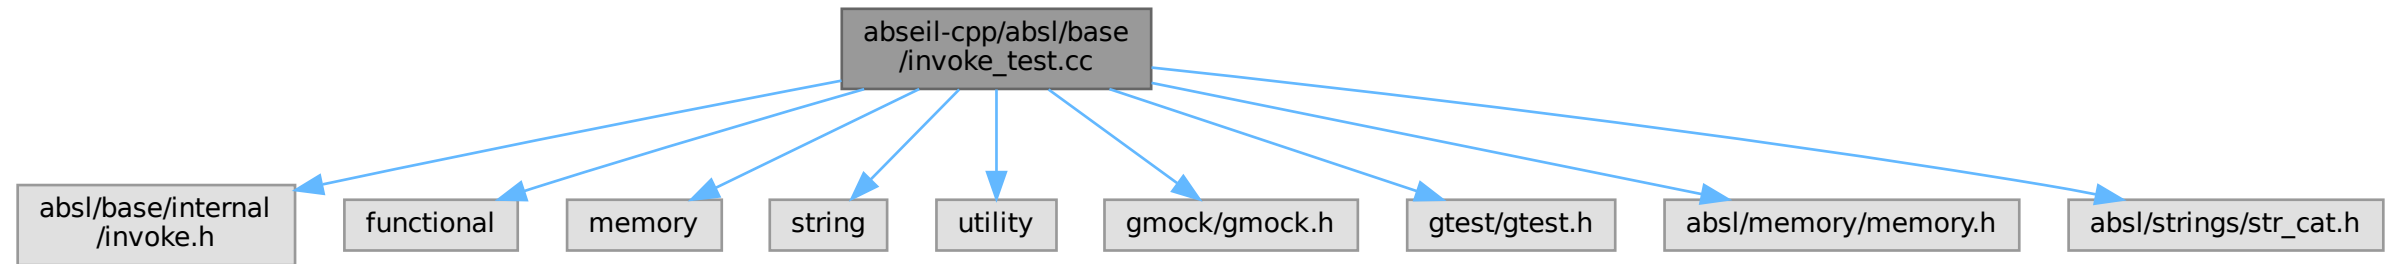 abseil-cpp/absl/base
/invoke_test.cc
absl/base/internal
/invoke.h
functional
memory
string
utility
gmock/gmock.h
gtest/gtest.h
absl/memory/memory.h
absl/strings/str_cat.h